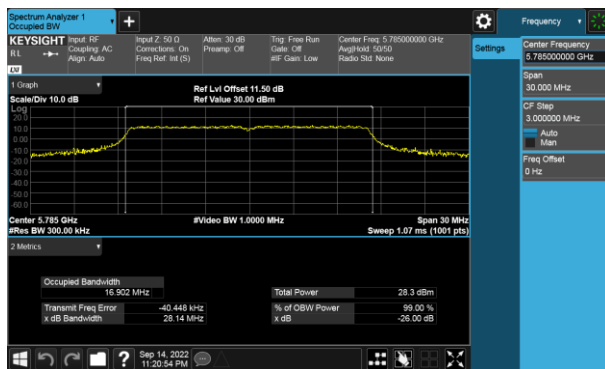 Spectrum Analyzer 1
Occupied BW
Frequency
KEYSIGHT Input: RF
RL Coupling: AC
Align: Auto
Input Z: 50 Ω
Corrections: On
Freq Ref: Int (S)
Atten: 30 dB
Preamp: Off
Trig: Free Run
Gate: Off
#IF Gain: Low
Center Freq: 5.785000000 GHz
Avg|Hold: 50/50
Radio Std: None
Settings
Center Frequency
5.785000000 GHz
Span
30.000 MHz
CF Step
3.000000 MHz
Auto
Man
Freq Offset
0 Hz
1 Graph
Scale/Div 10.0 dB
Ref Lvl Offset 11.50 dB
Ref Value 30.00 dBm
Log
20.0
10.0
0.00
-10.0
-20.0
-30.0
-40.0
-50.0
-60.0
Center 5.785 GHz
#Res BW 300.00 kHz
#Video BW 1.0000 MHz
Span 30 MHz
Sweep 1.07 ms (1001 pts)
2 Metrics
Occupied Bandwidth
16.902 MHz
Total Power 28.3 dBm
Transmit Freq Error -40.448 kHz
% of OBW Power 99.00 %
x dB Bandwidth 28.14 MHz
x dB -26.00 dB
Sep 14, 2022
11:20:54 PM